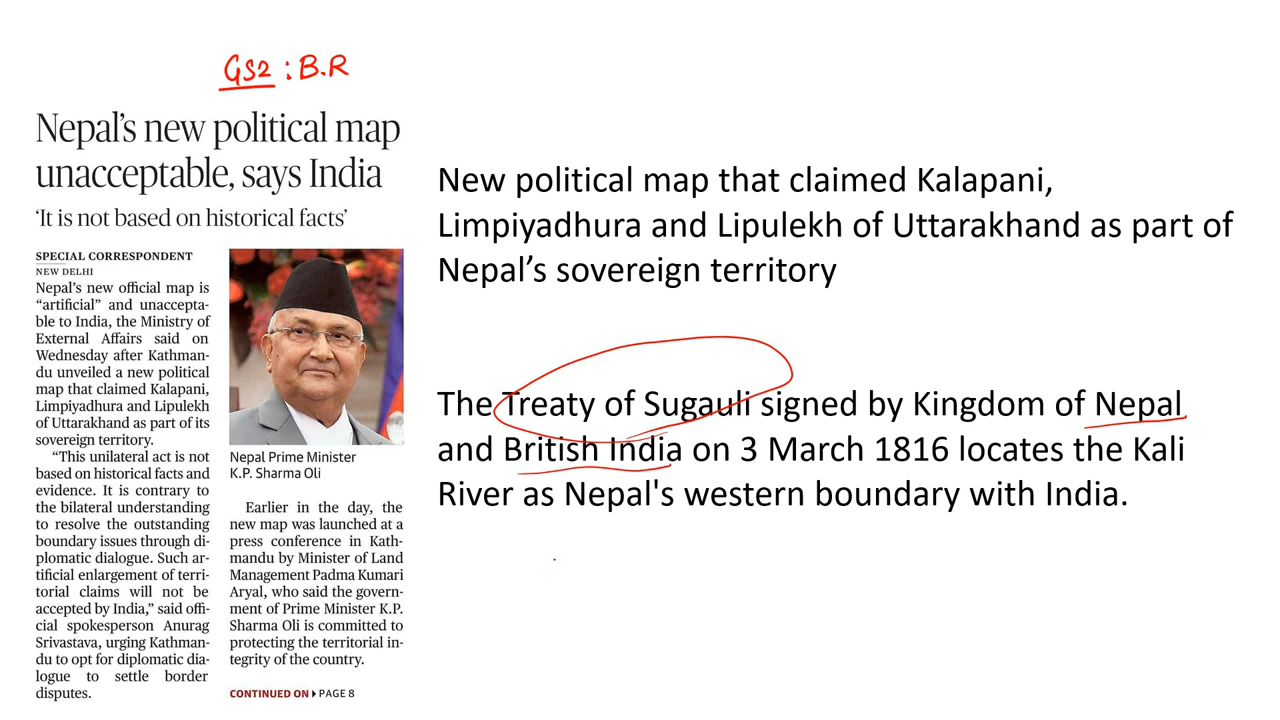 GS2 : B.R
Nepal's new political map
unacceptable, says India
'It is not based on historical facts'
SPECIAL CORRESPONDENT
NEW DELHI
Nepal's new official map is
“artificial” and unaccepta-
ble to India, the Ministry of
External Affairs said on
Wednesday after Kathman-
du unveiled a new political
map that claimed Kalapani,
Limpiyadhura and Lipulekh
of Uttarakhand as part of its
sovereign territory.
“This unilateral act is not
based on historical facts and
evidence. It is contrary to
the bilateral understanding
to resolve the outstanding
boundary issues through di-
plomatic dialogue. Such ar-
tificial enlargement of terri-
torial claims will not be
accepted by India,” said offi-
cial spokesperson Anurag
Srivastava, urging Kathman-
du to opt for diplomatic dia-
logue to settle border
disputes.
Nepal Prime Minister
K.P. Sharma Oli
Earlier in the day, the
new map was launched at a
press conference in Kath-
mandu by Minister of Land
Management Padma Kumari
Aryal, who said the govern-
ment of Prime Minister K.P.
Sharma Oli is committed to
protecting the territorial in-
tegrity of the country.
CONTINUED ON PAGE 8
New political map that claimed Kalapani,
Limpiyadhura and Lipulekh of Uttarakhand as part of
Nepal's sovereign territory
The Treaty of Sugauli signed by Kingdom of Nepal
and British India on 3 March 1816 locates the Kali
River as Nepal's western boundary with India.